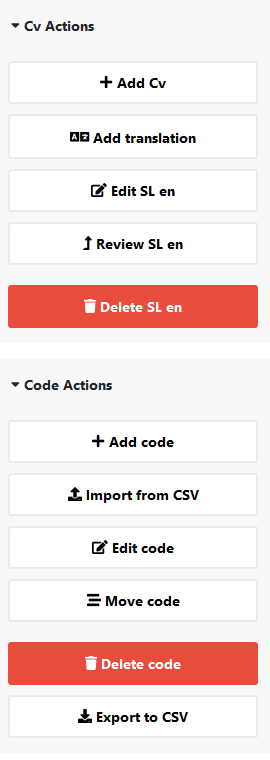 Cv Actions
Add Cv
Add translation
Edit SL en
Review SL en
Delete SL en
Code Actions
Add code
Import from CSV
Edit code
Move code
Delete code
Export to CSV